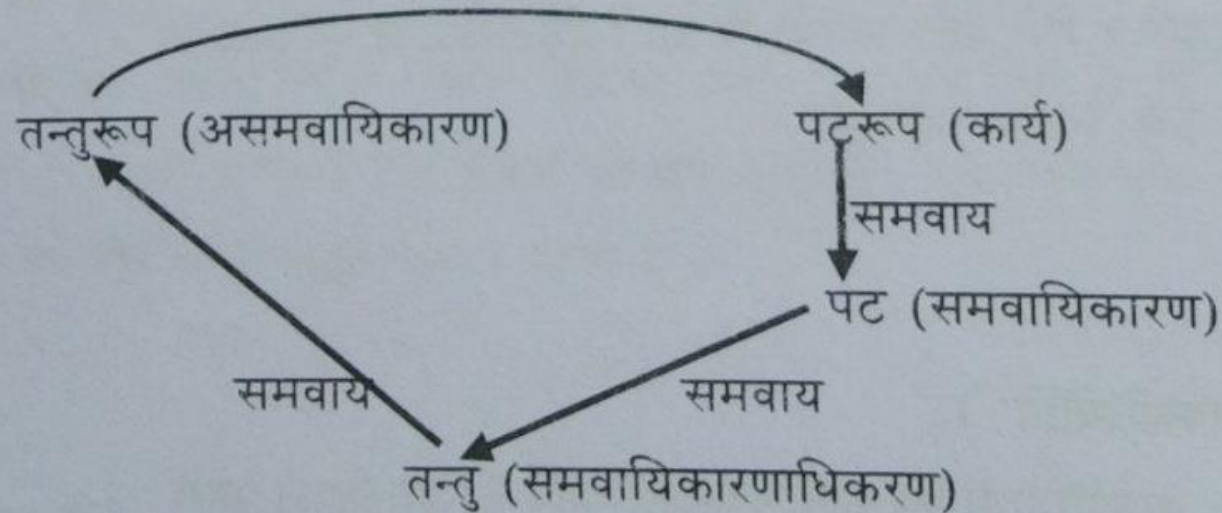 तन्तुरूप (असमवायिकारण) पटरूप (कार्य)
समवाय
पट (समवायिकारण)
समवाय समवाय
तन्तु (समवायिकारणाधिकरण)